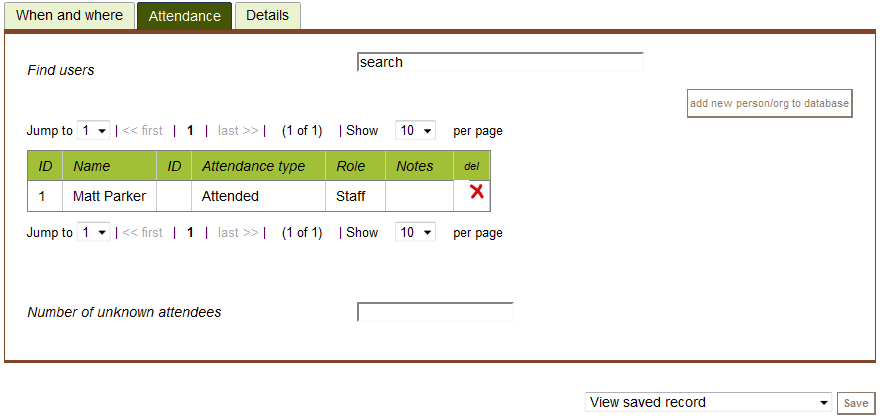 When and where Attendance Details
Find users search
add new person/org to database
Jump to 1 | << first | 1 | last >> | (1 of 1) | Show 10 per page
ID Name ID Attendance type Role Notes del
1 Matt Parker Attended Staff
Jump to 1 | << first | 1 | last >> | (1 of 1) | Show 10 per page
Number of unknown attendees
View saved record Save